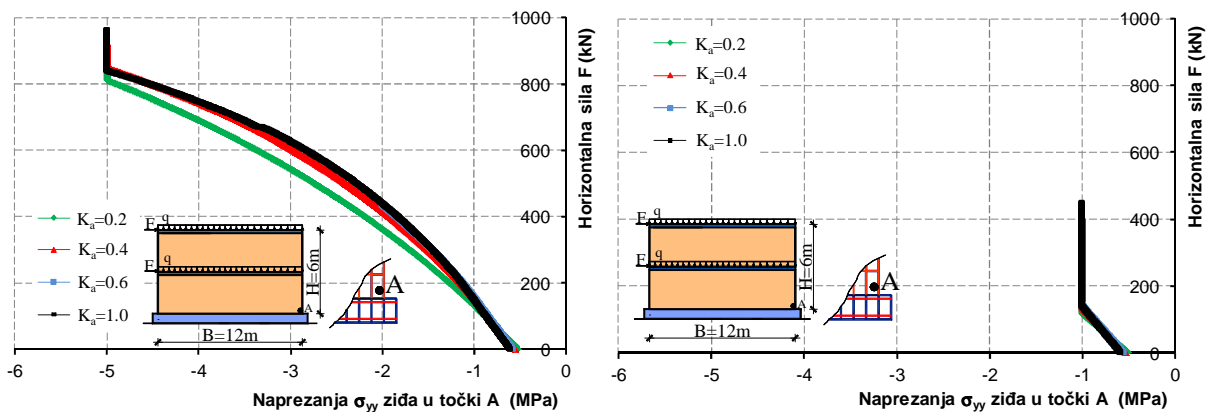 1000
800
600
400
200
0
Horizontalna sila F (kN)
-6
-5
-4
-3
-2
-1
0
Naprezanja σyy ziđa u točki A (MPa)
Ka=0.2
Ka=0.4
Ka=0.6
Ka=1.0
q
F
q
F
H=6m
A
B=12m
A
1000
800
600
400
200
0
Horizontalna sila F (kN)
-6
-5
-4
-3
-2
-1
0
Naprezanja σyy ziđa u točki A (MPa)
Ka=0.2
Ka=0.4
Ka=0.6
Ka=1.0
q
F
q
F
H=6m
A
B=12m
A